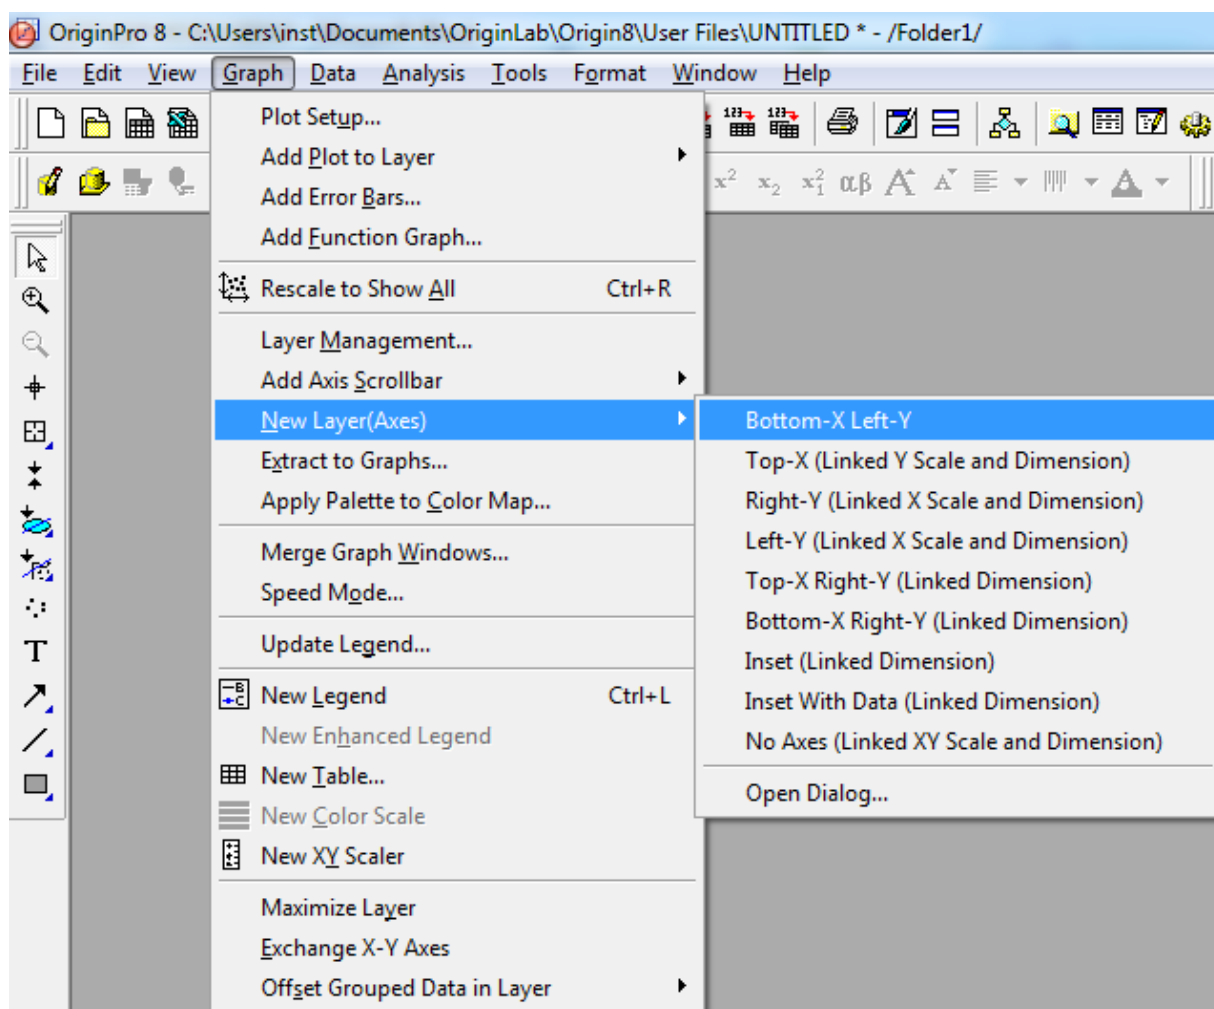 OriginPro 8 - C:\Users\inst\Documents\OriginLab\Origin8\User Files\UNTITLED * - /Folder1/
File Edit View Graph Data Analysis Tools Format Window Help
Plot Setup...
Add Plot to Layer
Add Error Bars...
Add Function Graph...
Rescale to Show All Ctrl+R
Layer Management...
Add Axis Scrollbar
New Layer(Axes)
Extract to Graphs...
Apply Palette to Color Map...
Merge Graph Windows...
Speed Mode...
Update Legend...
New Legend Ctrl+L
New Enhanced Legend
New Table...
New Color Scale
New XY Scaler
Maximize Layer
Exchange X-Y Axes
Offset Grouped Data in Layer
Bottom-X Left-Y
Top-X (Linked Y Scale and Dimension)
Right-Y (Linked X Scale and Dimension)
Left-Y (Linked X Scale and Dimension)
Top-X Right-Y (Linked Dimension)
Bottom-X Right-Y (Linked Dimension)
Inset (Linked Dimension)
Inset With Data (Linked Dimension)
No Axes (Linked XY Scale and Dimension)
Open Dialog...
123 123
x² x₂ x₁² αβ A A A
T
B
C